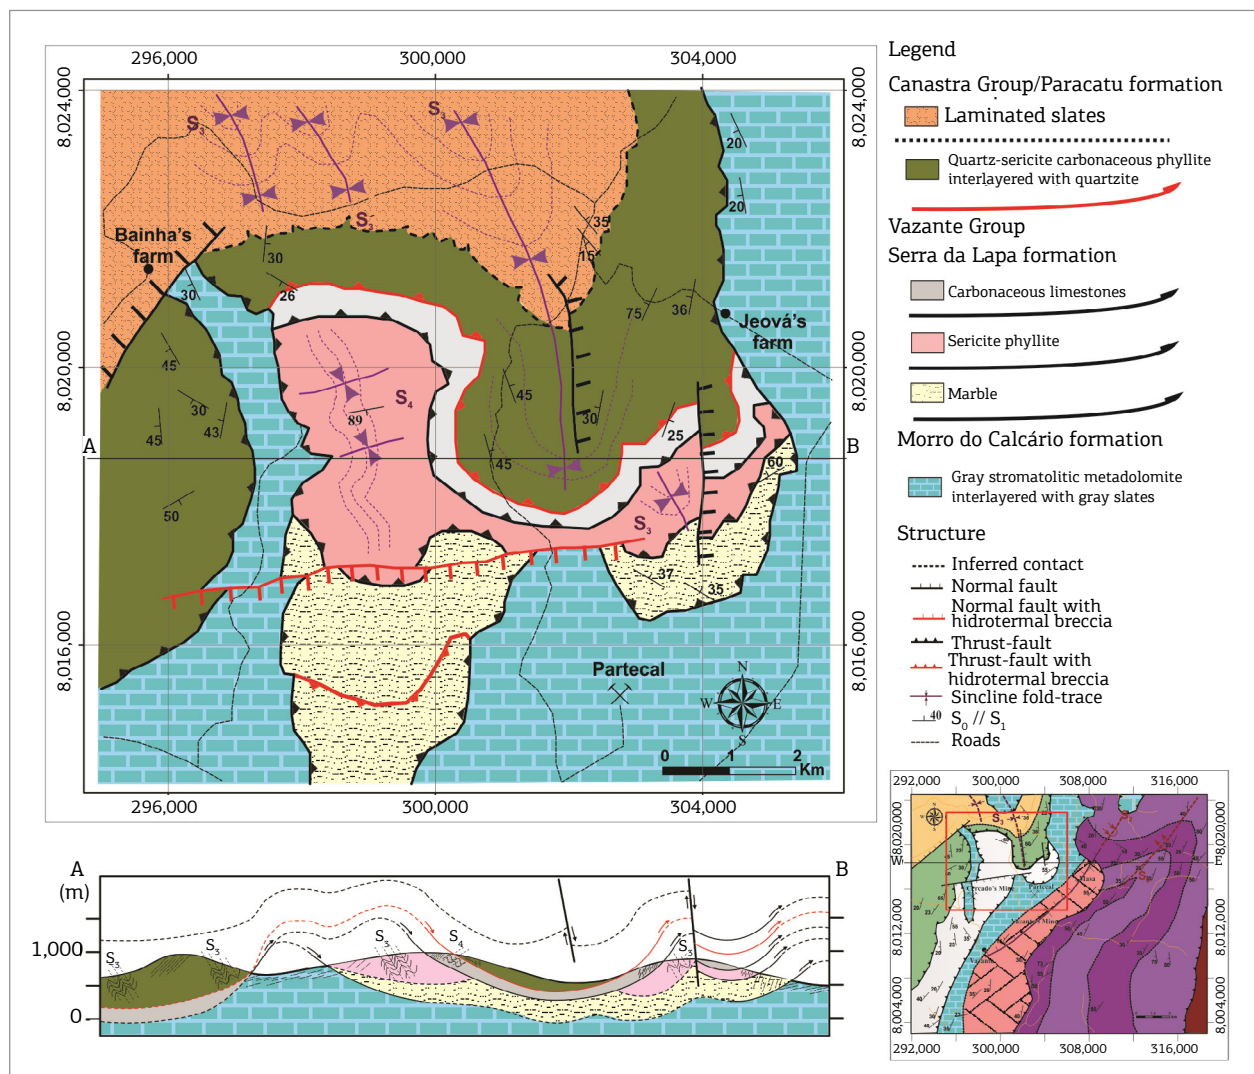 296,000 300,000 304,000
8,024,000
8,020,000
8,016,000
8,024,000
8,020,000
8,016,000
S3
S3
S3
20
20
35
15
Bainha's
farm
30
30
26
75
36
Jeová's
farm
45
45
30
S4
89
30
25
45
43
A
45
B
60
50
S3
37
35
Partecal
N
W E
S
0 1 2
Km
296,000 300,000 304,000
Legend
Canastra Group/Paracatu formation
Laminated slates
Quartz-sericite carbonaceous phyllite
interlayered with quartzite
Vazante Group
Serra da Lapa formation
Carbonaceous limestones
Sericite phyllite
Marble
Morro do Calcário formation
Gray stromatolitic metadolomite
interlayered with gray slates
Structure
Inferred contact
Normal fault
Normal fault with
hidrotermal breccia
Thrust-fault
Thrust-fault with
hidrotermal breccia
Sincline fold-trace
40 S0 // S1
Roads
A B
(m)
1,000
0
S3 S3 S3 S4 S3
292,000 300,000 308,000 316,000
8,020,000
8,012,000
8,004,000
8,020,000
8,012,000
8,004,000
W E
S3
Partecal
Masa
Vazante
292,000 300,000 308,000 316,000